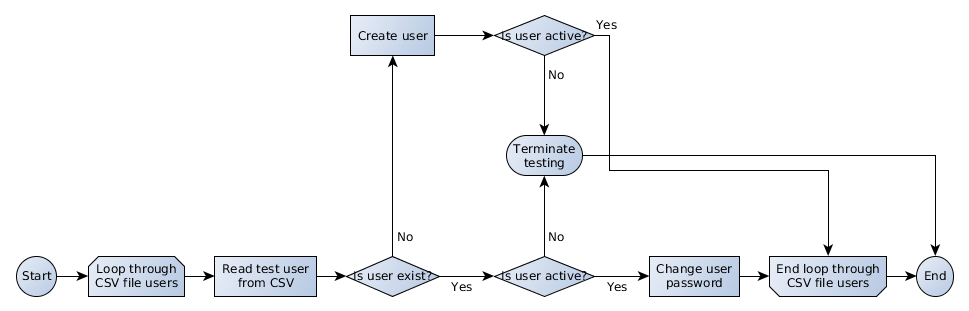 Create user
Is user active?
Yes
No
Terminate
testing
No
No
Start
Loop through
CSV file users
Read test user
from CSV
Is user exist?
Yes
Is user active?
Yes
Change user
password
End loop through
CSV file users
End